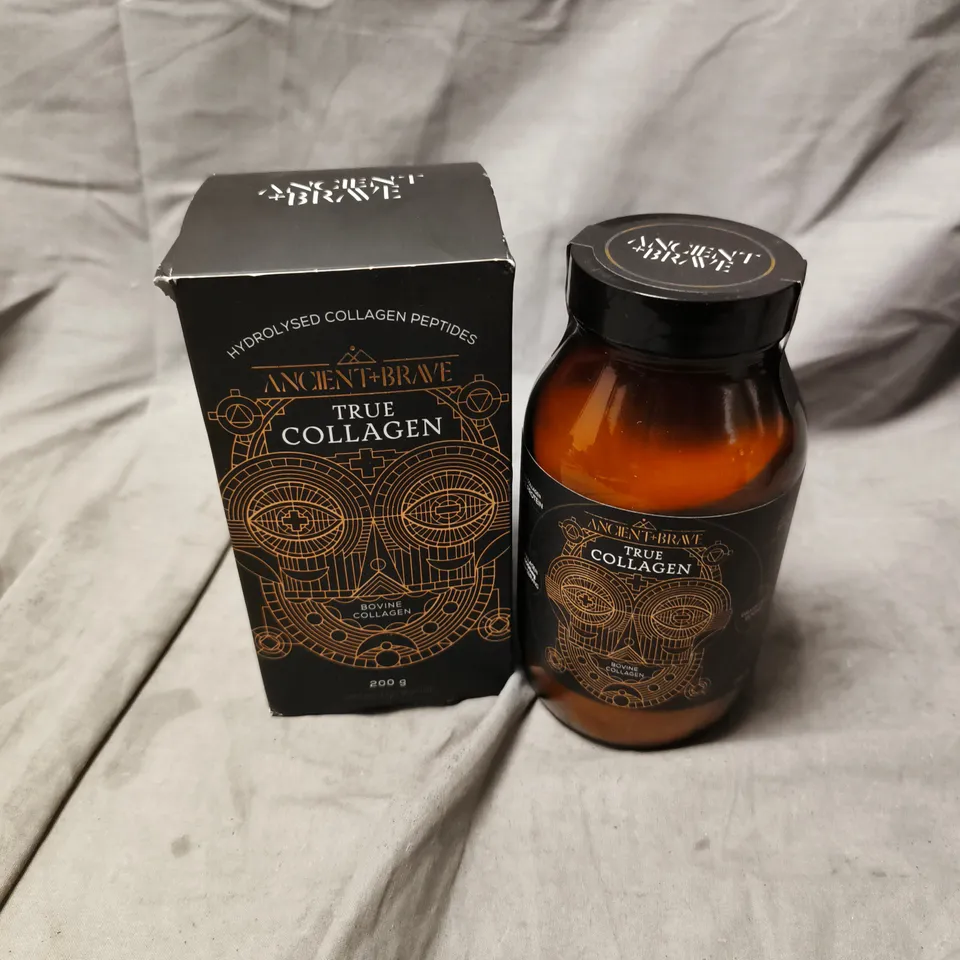 ANCIENT
+BRAVE
HYDROLYSED COLLAGEN PEPTIDES
ANCIENT+BRAVE
TRUE
COLLAGEN
BOVINE
COLLAGEN
200 g
ANCIENT
+BRAVE
ANCIENT+BRAVE
TRUE
COLLAGEN
BOVINE
COLLAGEN